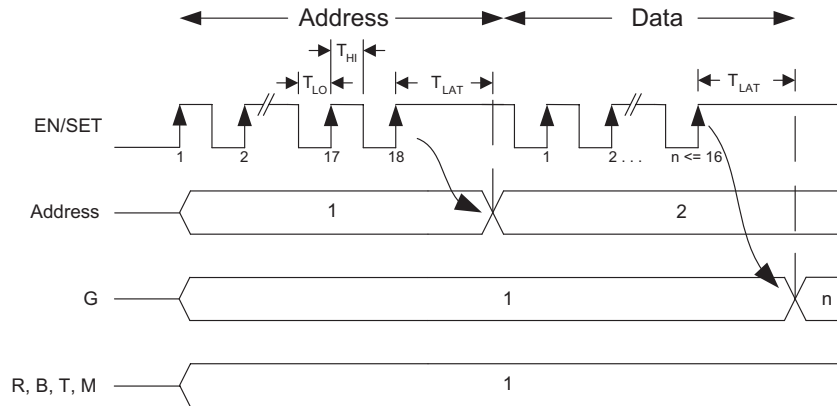 Address Data
T_HI
T_LO T_LAT T_LAT
EN/SET
1 2 17 18 1 2 . . . n <= 16
Address 1 2
G 1 n
R, B, T, M 1